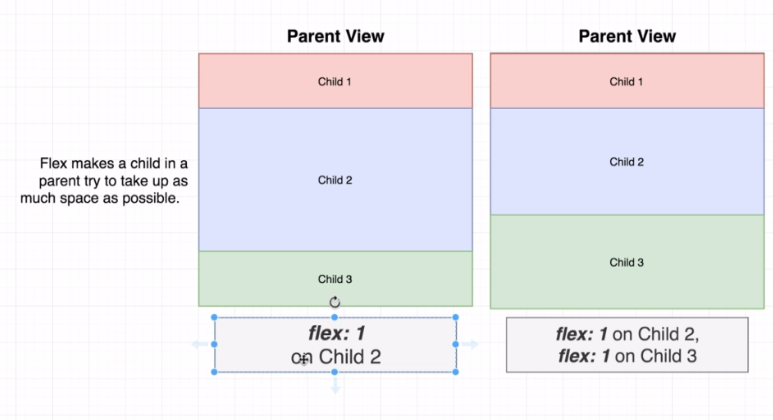 Parent View
Child 1
Child 2
Child 3
flex: 1
on Child 2
Parent View
Child 1
Child 2
Child 3
flex: 1 on Child 2,
flex: 1 on Child 3
Flex makes a child in a
parent try to take up as
much space as possible.